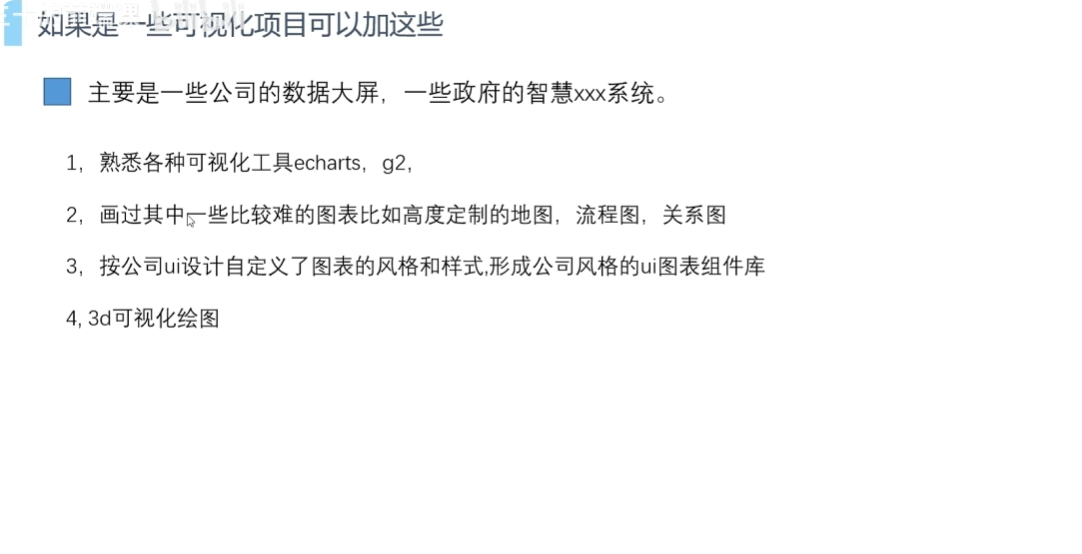 如果是一些可视化项目可以加这些
主要是一些公司的数据大屏，一些政府的智慧xxx系统。
1，熟悉各种可视化工具echarts，g2，
2，画过其中一些比较难的图表比如高度定制的地图，流程图，关系图
3，按公司ui设计自定义了图表的风格和样式,形成公司风格的ui图表组件库
4, 3d可视化绘图